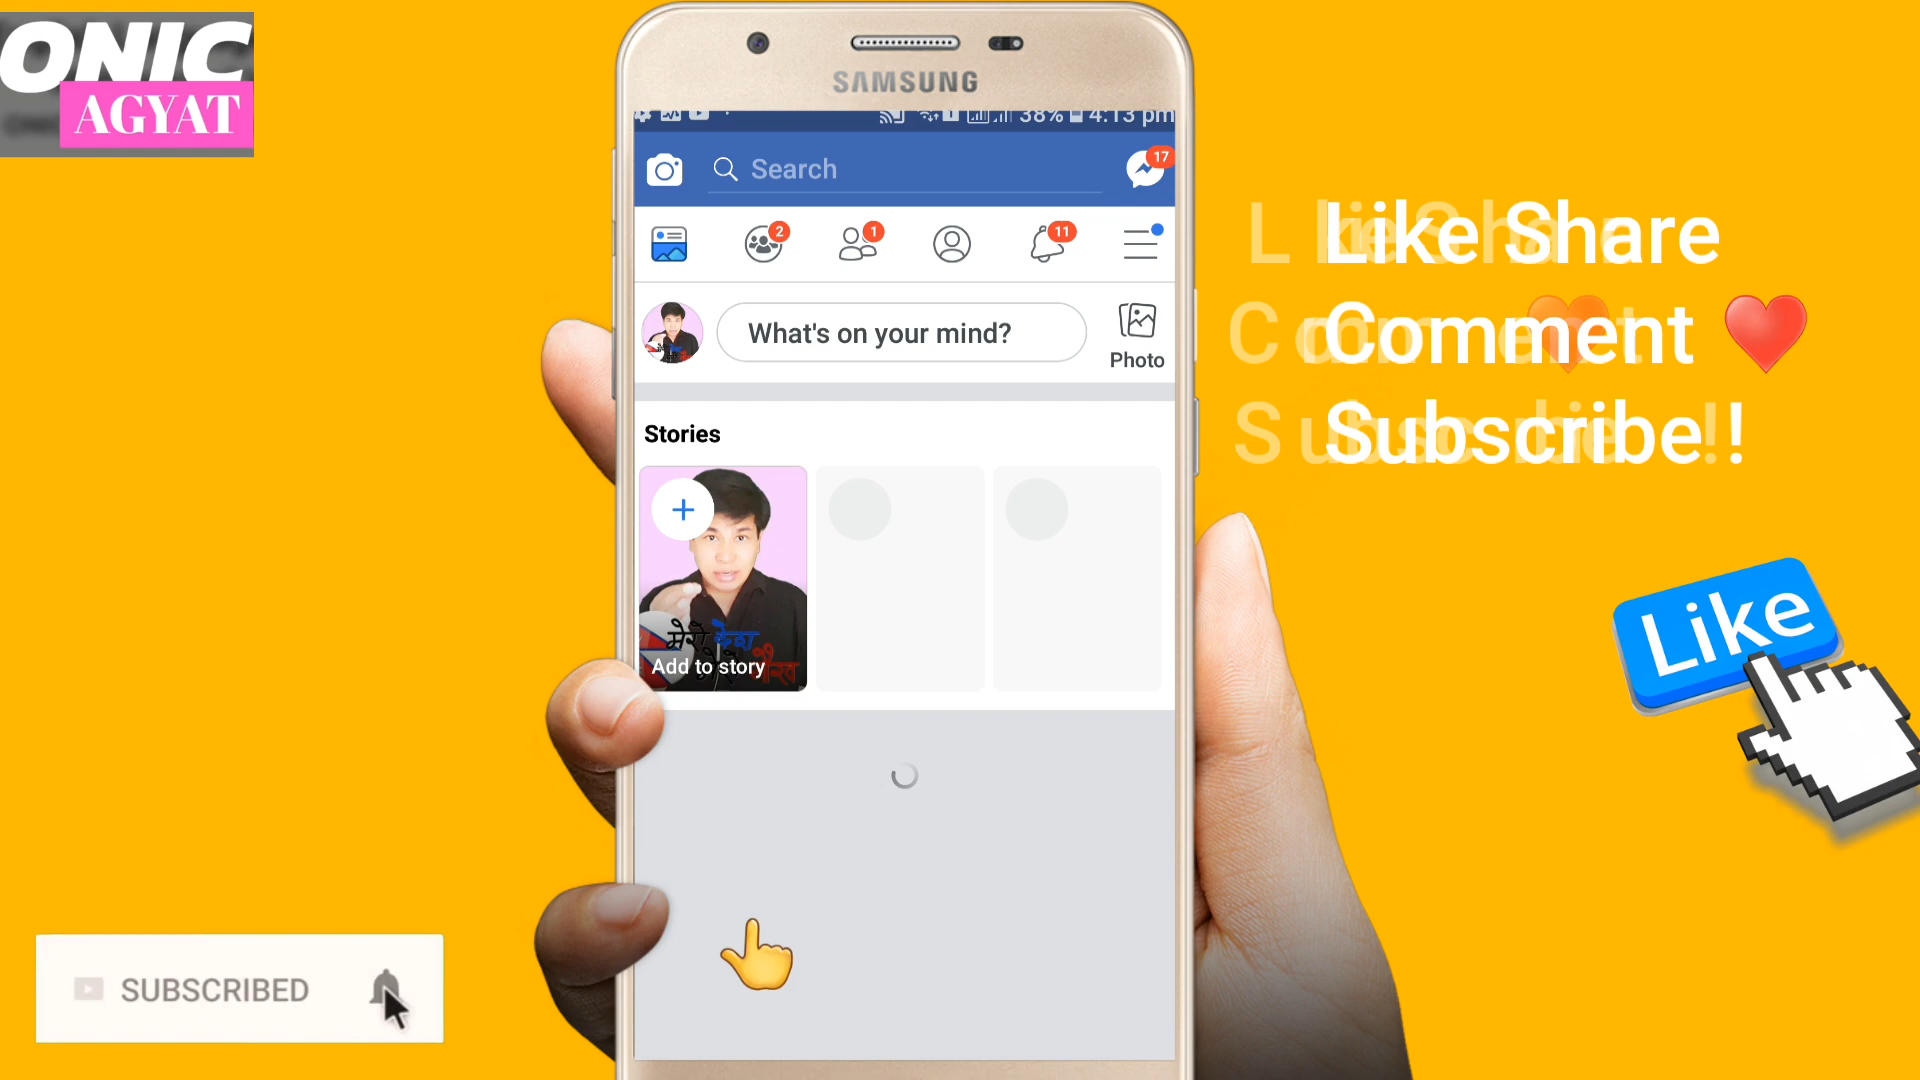 ONIC
AGYAT
SAMSUNG
38% 4:13 pm
Search
17
2
1
11
What's on your mind?
Photo
Stories
मेरो देश
मेरो गौरव
Add to story
Like Share
Comment ❤️
Subscribe!!
Like
SUBSCRIBED